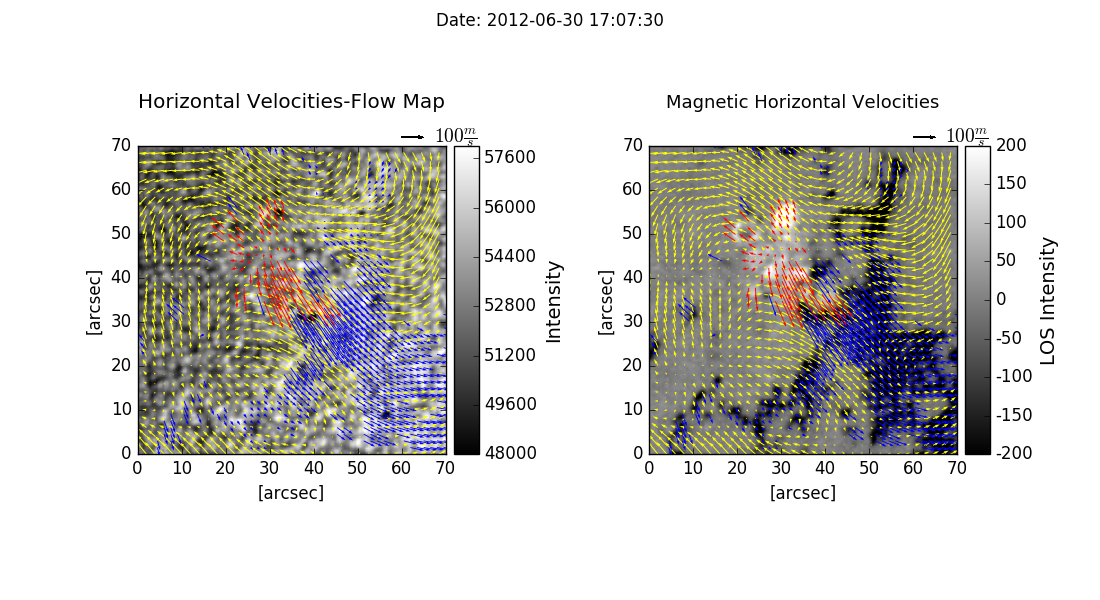 Date: 2012-06-30 17:07:30
Horizontal Velocities-Flow Map
100 m/s
70
60
50
40
30
20
10
0
[arcsec]
0 10 20 30 40 50 60 70
[arcsec]
57600
56000
54400
52800
51200
49600
48000
Intensity
Magnetic Horizontal Velocities
100 m/s
70
60
50
40
30
20
10
0
[arcsec]
0 10 20 30 40 50 60 70
[arcsec]
200
150
100
50
0
-50
-100
-150
-200
LOS Intensity